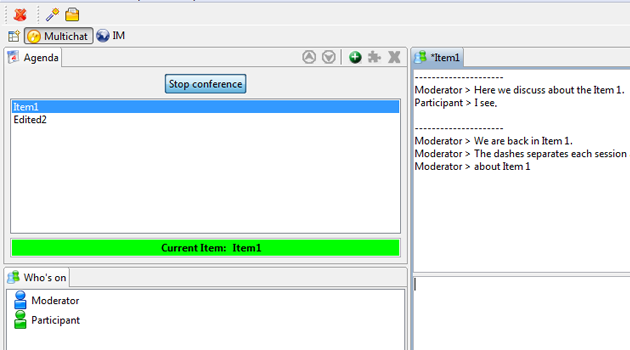 Multichat IM
Agenda
Stop conference
Item1
Edited2
Current Item: Item1
Who's on
Moderator
Participant
*Item1
---------------------
Moderator > Here we discuss about the Item 1.
Participant > I see.
---------------------
Moderator > We are back in Item 1.
Moderator > The dashes separates each session
Moderator > about Item 1